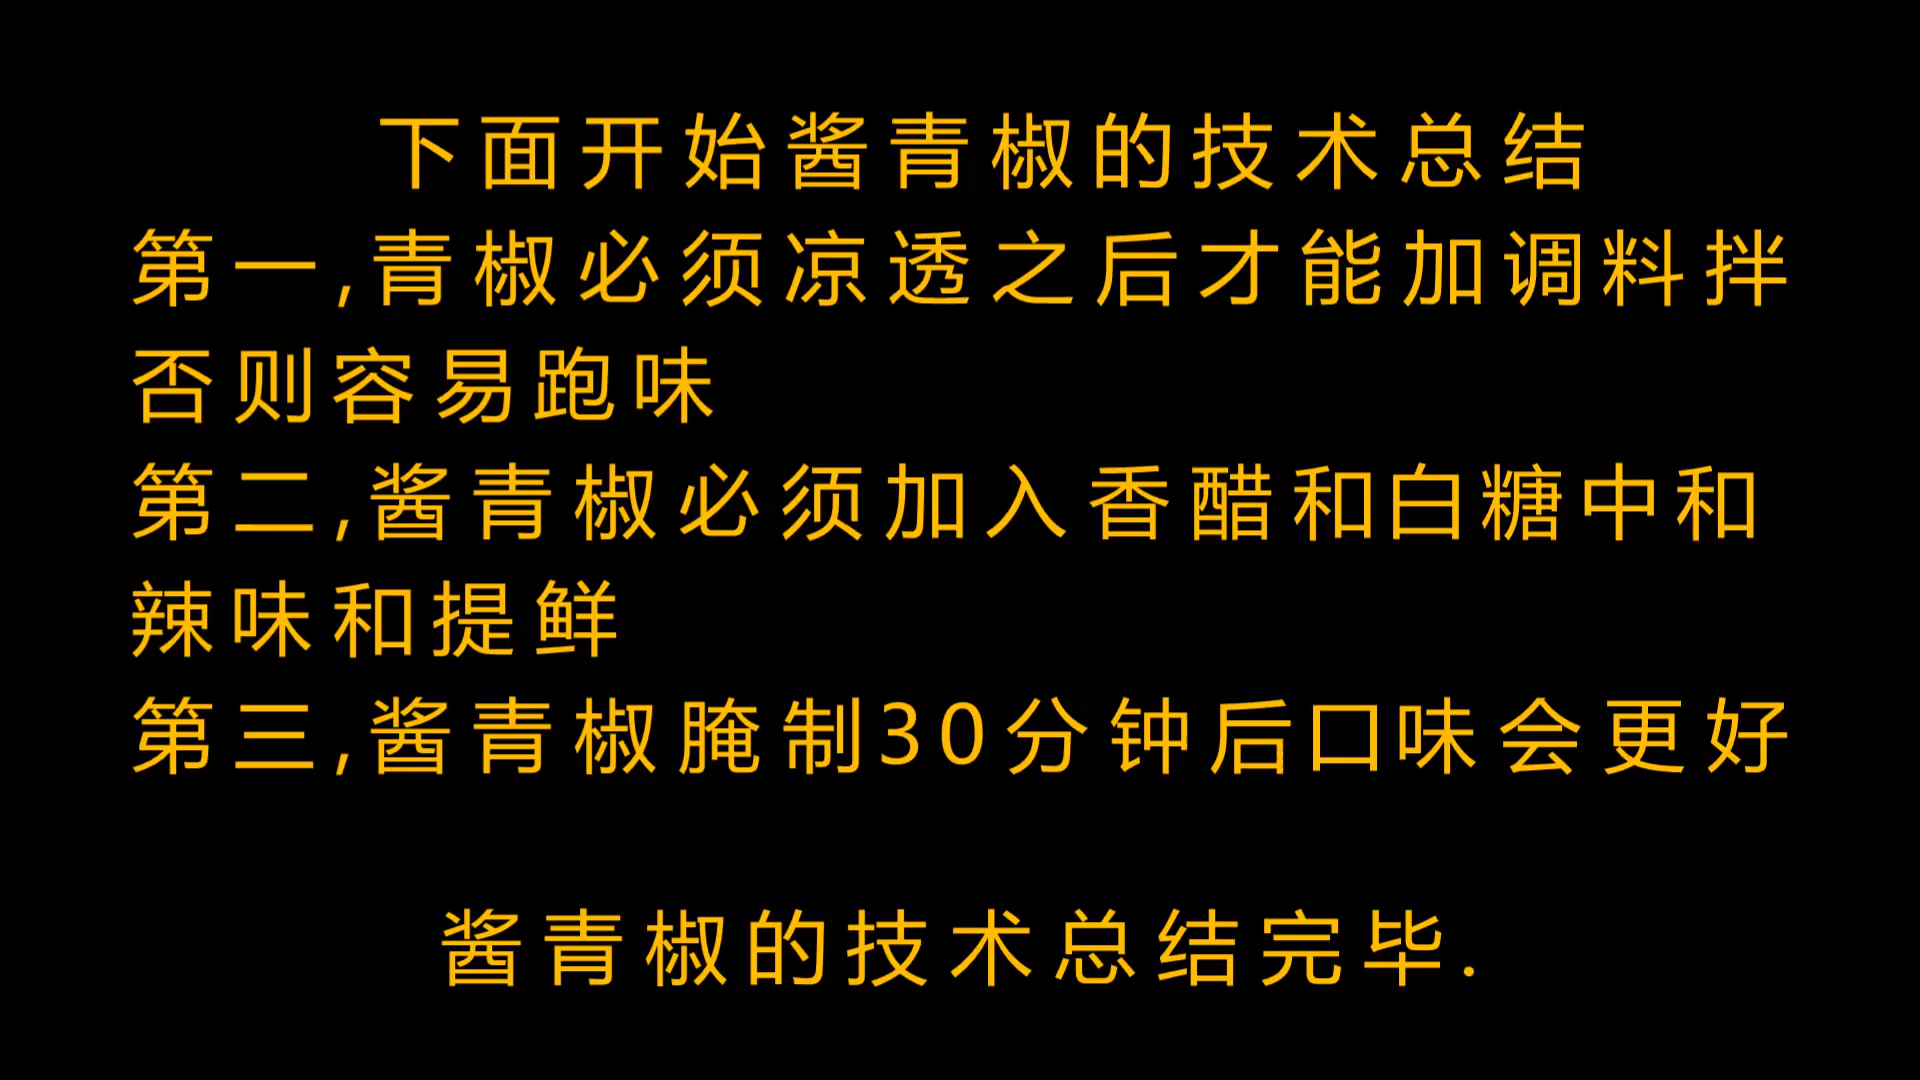 下面开始酱青椒的技术总结
第一,青椒必须凉透之后才能加调料拌
否则容易跑味
第二,酱青椒必须加入香醋和白糖中和
辣味和提鲜
第三,酱青椒腌制30分钟后口味会更好
酱青椒的技术总结完毕.